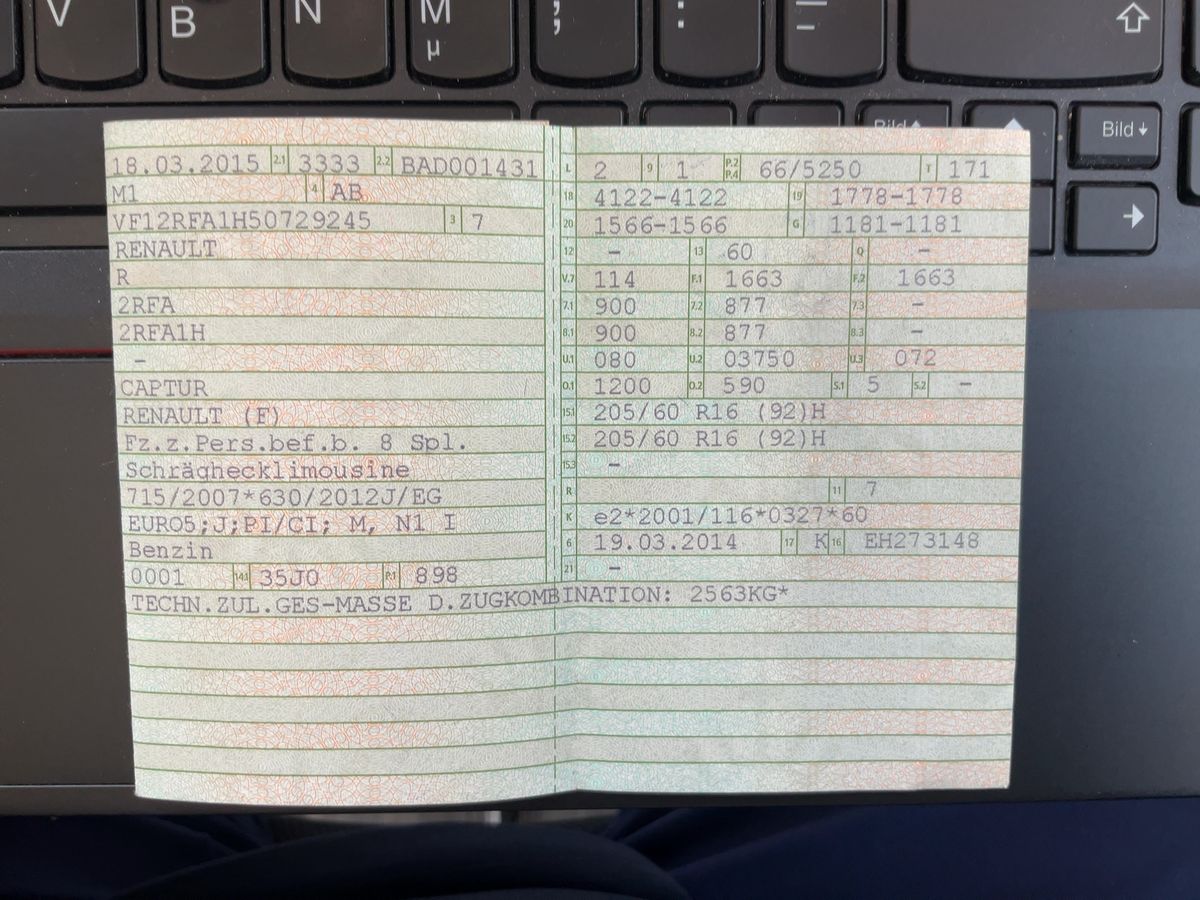 V B N M µ ; , : . _ -
Bild
Bild ↓
18.03.2015 2.1 3333 2.2 BAD001431
M1 4 AB
VF12RFA1H50729245 3 7
RENAULT
R
2RFA
2RFA1H
-
CAPTUR
RENAULT (F)
Fz.z.Pers.bef.b. 8 Spl.
Schräghecklimousine
715/2007*630/2012J/EG
EURO5;J;PI/CI; M, N1 I
Benzin
0001 14.1 35J0 P.1 898
L 2 9 1 P.2 P.4 66/5250 T 171
18 4122-4122 19 1778-1778
20 1566-1566 G 1181-1181
12 - 13 60 Q -
V.7 114 F.1 1663 F.2 1663
7.1 900 7.2 877 7.3 -
8.1 900 8.2 877 8.3 -
U.1 080 U.2 03750 U.3 072
O.1 1200 O.2 590 S.1 5 S.2 -
15.1 205/60 R16 (92)H
15.2 205/60 R16 (92)H
15.3 -
R 11 7
K e2*2001/116*0327*60
6 19.03.2014 17 K 16 EH273148
21 -
TECHN.ZUL.GES-MASSE D.ZUGKOMBINATION: 2563KG*